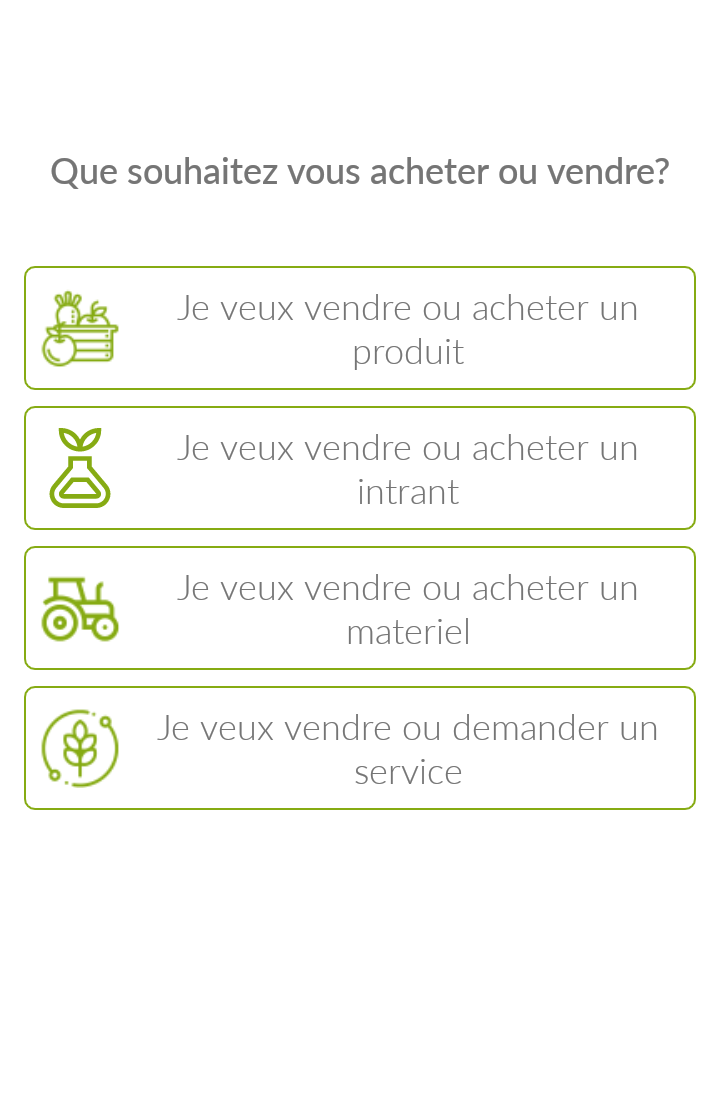 Que souhaitez vous acheter ou vendre?
Je veux vendre ou acheter un
produit
Je veux vendre ou acheter un
intrant
Je veux vendre ou acheter un
materiel
Je veux vendre ou demander un
service